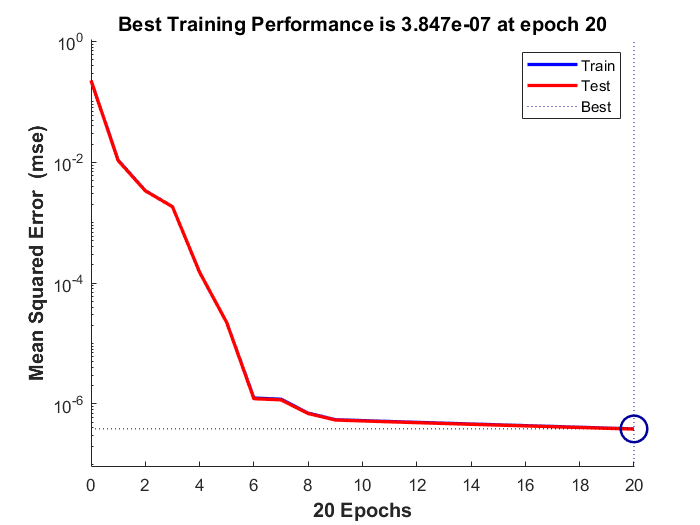 Best Training Performance is 3.847e-07 at epoch 20
Mean Squared Error (mse)
10^0
10^-2
10^-4
10^-6
Train
Test
Best
0 2 4 6 8 10 12 14 16 18 20
20 Epochs